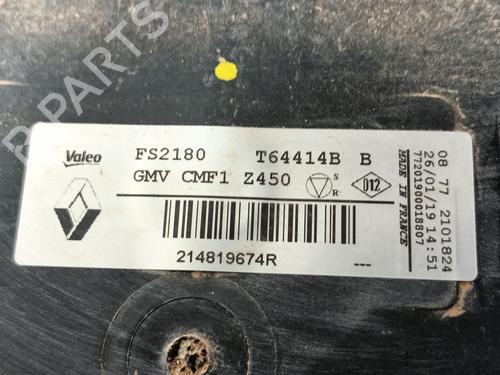 B-PARTS
Valeo
FS2180 T64414B B
GMV CMF1 Z450
S
R
D12
214819674R
---
MADE IN FRANCE
772019000018807
26/01/19 14:51
08 77 2101824